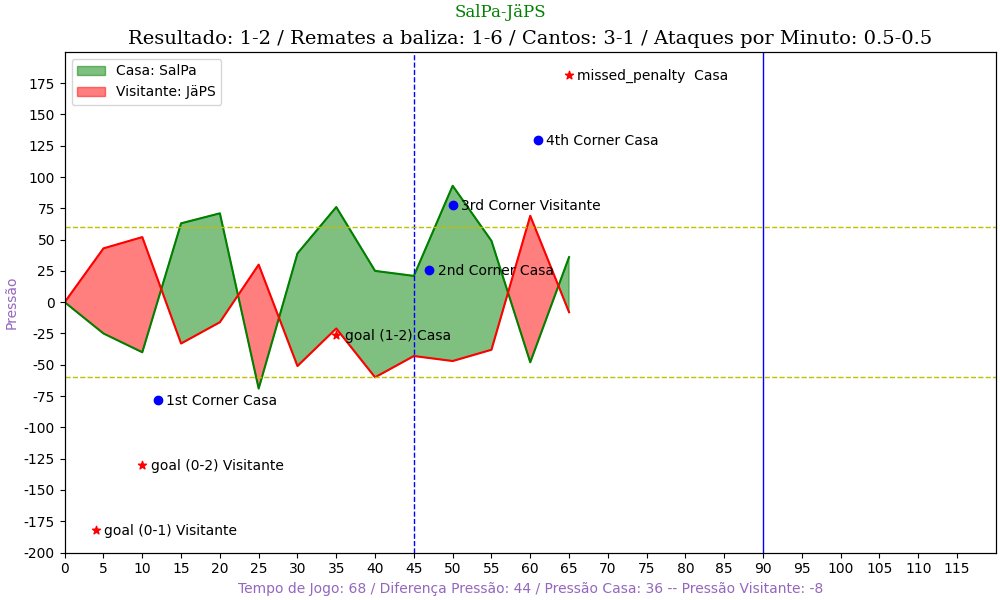 SalPa-JäPS
Resultado: 1-2 / Remates a baliza: 1-6 / Cantos: 3-1 / Ataques por Minuto: 0.5-0.5
Casa: SalPa
Visitante: JäPS
missed_penalty  Casa
4th Corner Casa
3rd Corner Visitante
2nd Corner Casa
goal (1-2) Casa
1st Corner Casa
goal (0-2) Visitante
goal (0-1) Visitante
Pressão
175
150
125
100
75
50
25
0
-25
-50
-75
-100
-125
-150
-175
-200
0 5 10 15 20 25 30 35 40 45 50 55 60 65 70 75 80 85 90 95 100 105 110 115
Tempo de Jogo: 68 / Diferença Pressão: 44 / Pressão Casa: 36 -- Pressão Visitante: -8